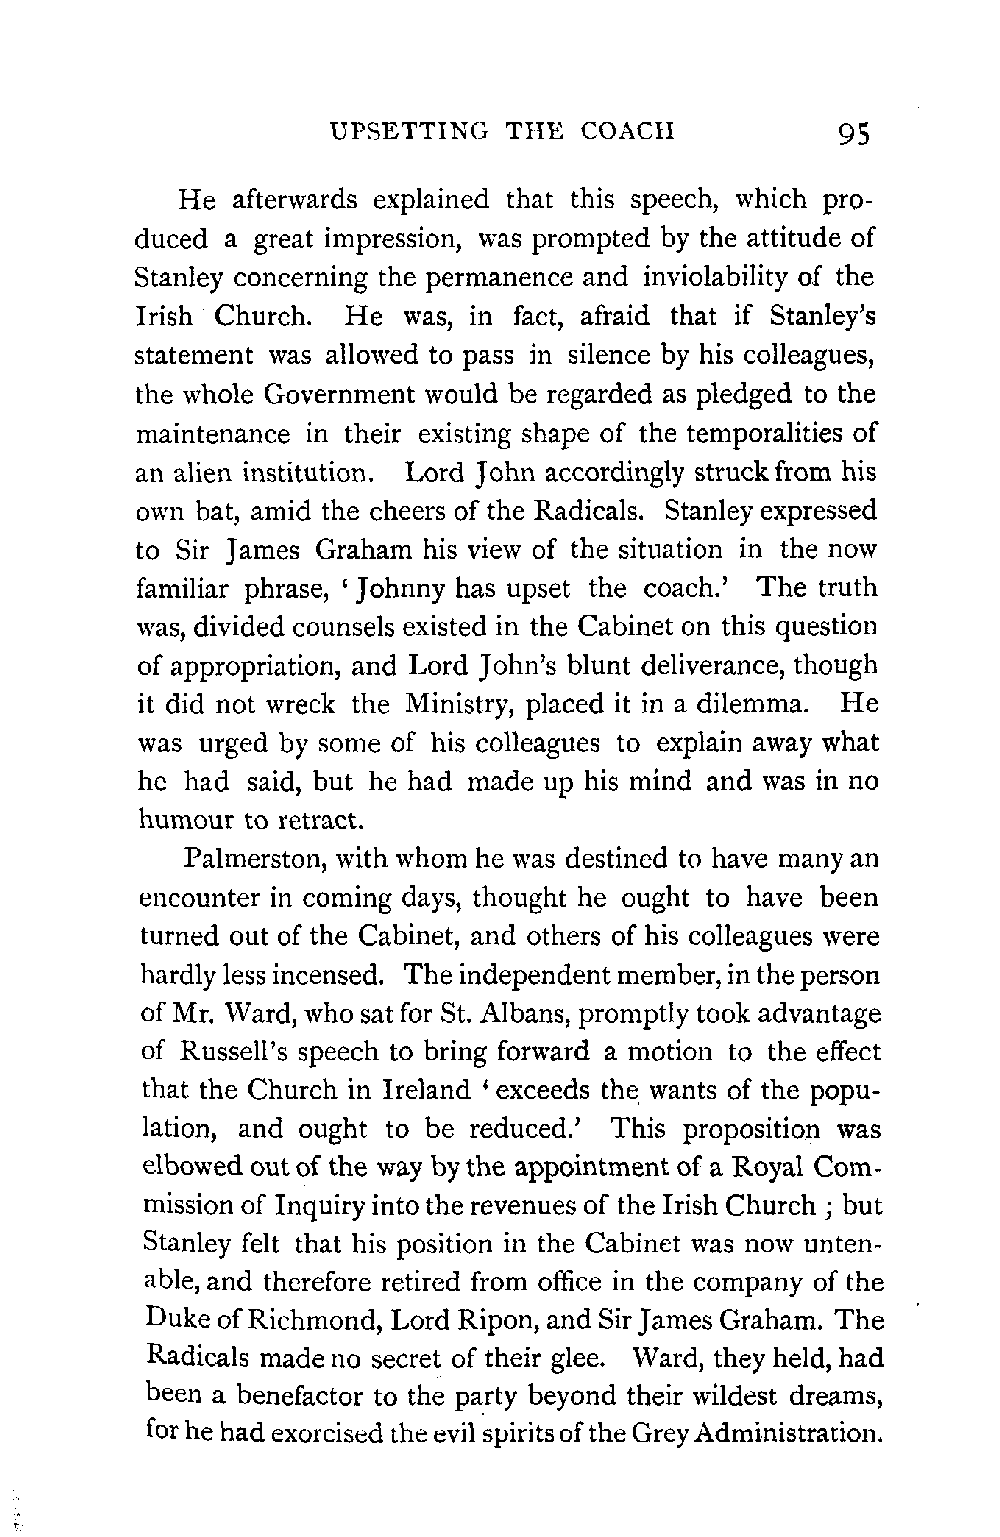 UPSETTING THE COACH 95
He afterwards explained that this speech, which pro-
duced a great impression, was prompted by the attitude of
Stanley concerning the permanence and inviolability of the
Irish Church. He was, in fact, afraid that if Stanley's
statement was allowed to pass in silence by his colleagues,
the whole Government would be regarded as pledged to the
maintenance in their existing shape of the temporalities of
an alien institution. Lord John accordingly struck from his
own bat, amid the cheers of the Radicals. Stanley expressed
to Sir James Graham his view of the situation in the now
familiar phrase, ‘Johnny has upset the coach.’ The truth
was, divided counsels existed in the Cabinet on this question
of appropriation, and Lord John's blunt deliverance, though
it did not wreck the Ministry, placed it in a dilemma. He
was urged by some of his colleagues to explain away what
he had said, but he had made up his mind and was in no
humour to retract.
Palmerston, with whom he was destined to have many an
encounter in coming days, thought he ought to have been
turned out of the Cabinet, and others of his colleagues were
hardly less incensed. The independent member, in the person
of Mr. Ward, who sat for St. Albans, promptly took advantage
of Russell's speech to bring forward a motion to the effect
that the Church in Ireland ‘exceeds the wants of the popu-
lation, and ought to be reduced.’ This proposition was
elbowed out of the way by the appointment of a Royal Com-
mission of Inquiry into the revenues of the Irish Church ; but
Stanley felt that his position in the Cabinet was now unten-
able, and therefore retired from office in the company of the
Duke of Richmond, Lord Ripon, and Sir James Graham. The
Radicals made no secret of their glee. Ward, they held, had
been a benefactor to the party beyond their wildest dreams,
for he had exorcised the evil spirits of the Grey Administration.